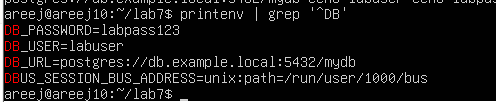 areej@areej10:~/lab7$ printenv | grep '^DB'
DB_PASSWORD=labpass123
DB_USER=labuser
DB_URL=postgres://db.example.local:5432/mydb
DBUS_SESSION_BUS_ADDRESS=unix:path=/run/user/1000/bus
areej@areej10:~/lab7$